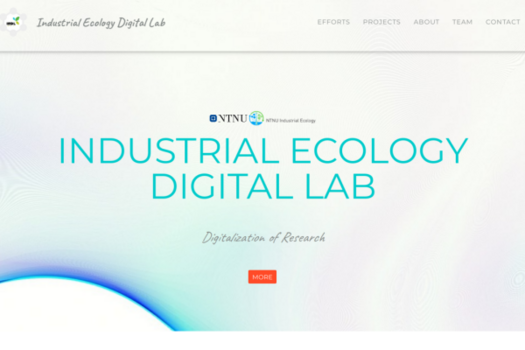 Industrial Ecology Digital Lab
EFFORTS PROJECTS ABOUT TEAM CONTACT
NTNU NTNU Industrial Ecology
INDUSTRIAL ECOLOGY
DIGITAL LAB
Digitalization of Research
MORE